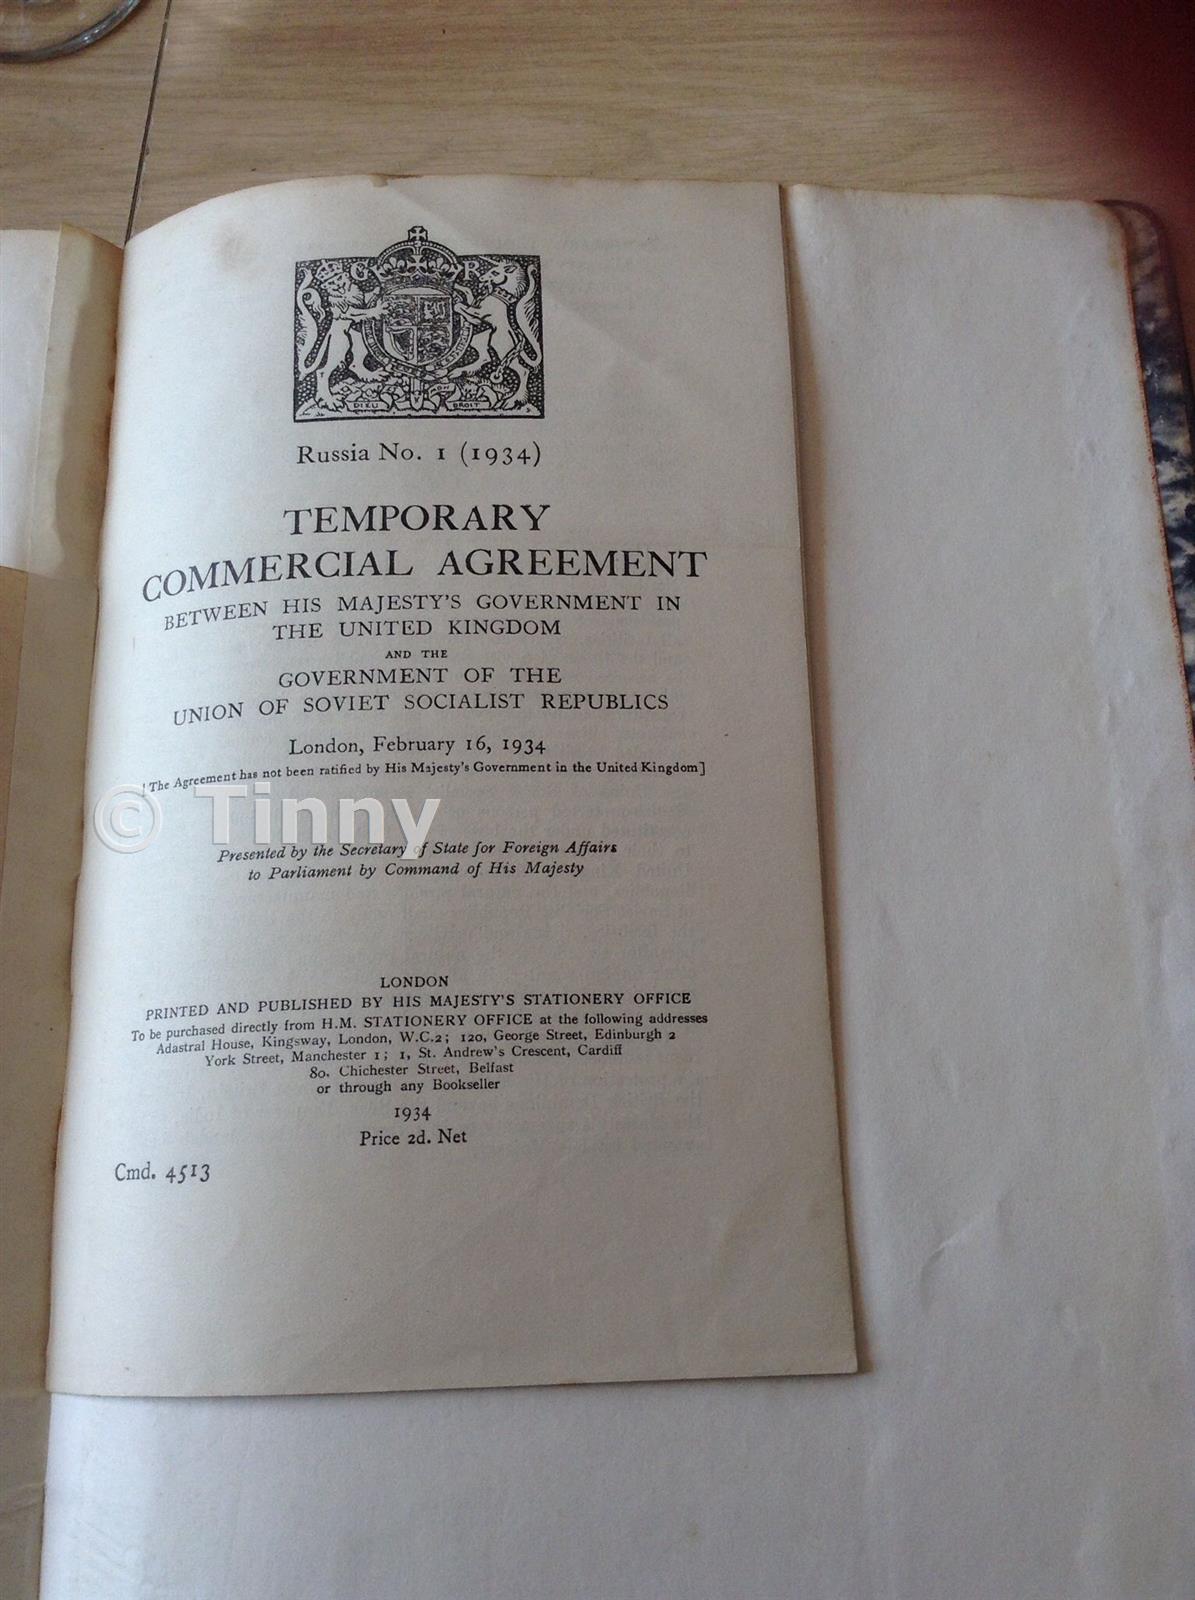 G R
DIEU ET MON DROIT
Russia No. 1 (1934)
TEMPORARY
COMMERCIAL AGREEMENT
BETWEEN HIS MAJESTY'S GOVERNMENT IN
THE UNITED KINGDOM
AND THE
GOVERNMENT OF THE
UNION OF SOVIET SOCIALIST REPUBLICS
London, February 16, 1934
[The Agreement has not been ratified by His Majesty's Government in the United Kingdom]
© Tinny
Presented by the Secretary of State for Foreign Affairs
to Parliament by Command of His Majesty
LONDON
PRINTED AND PUBLISHED BY HIS MAJESTY'S STATIONERY OFFICE
To be purchased directly from H.M. STATIONERY OFFICE at the following addresses
Adastral House, Kingsway, London, W.C.2; 120, George Street, Edinburgh 2
York Street, Manchester 1; 1, St. Andrew's Crescent, Cardiff
80, Chichester Street, Belfast
or through any Bookseller
1934
Price 2d. Net
Cmd. 4513